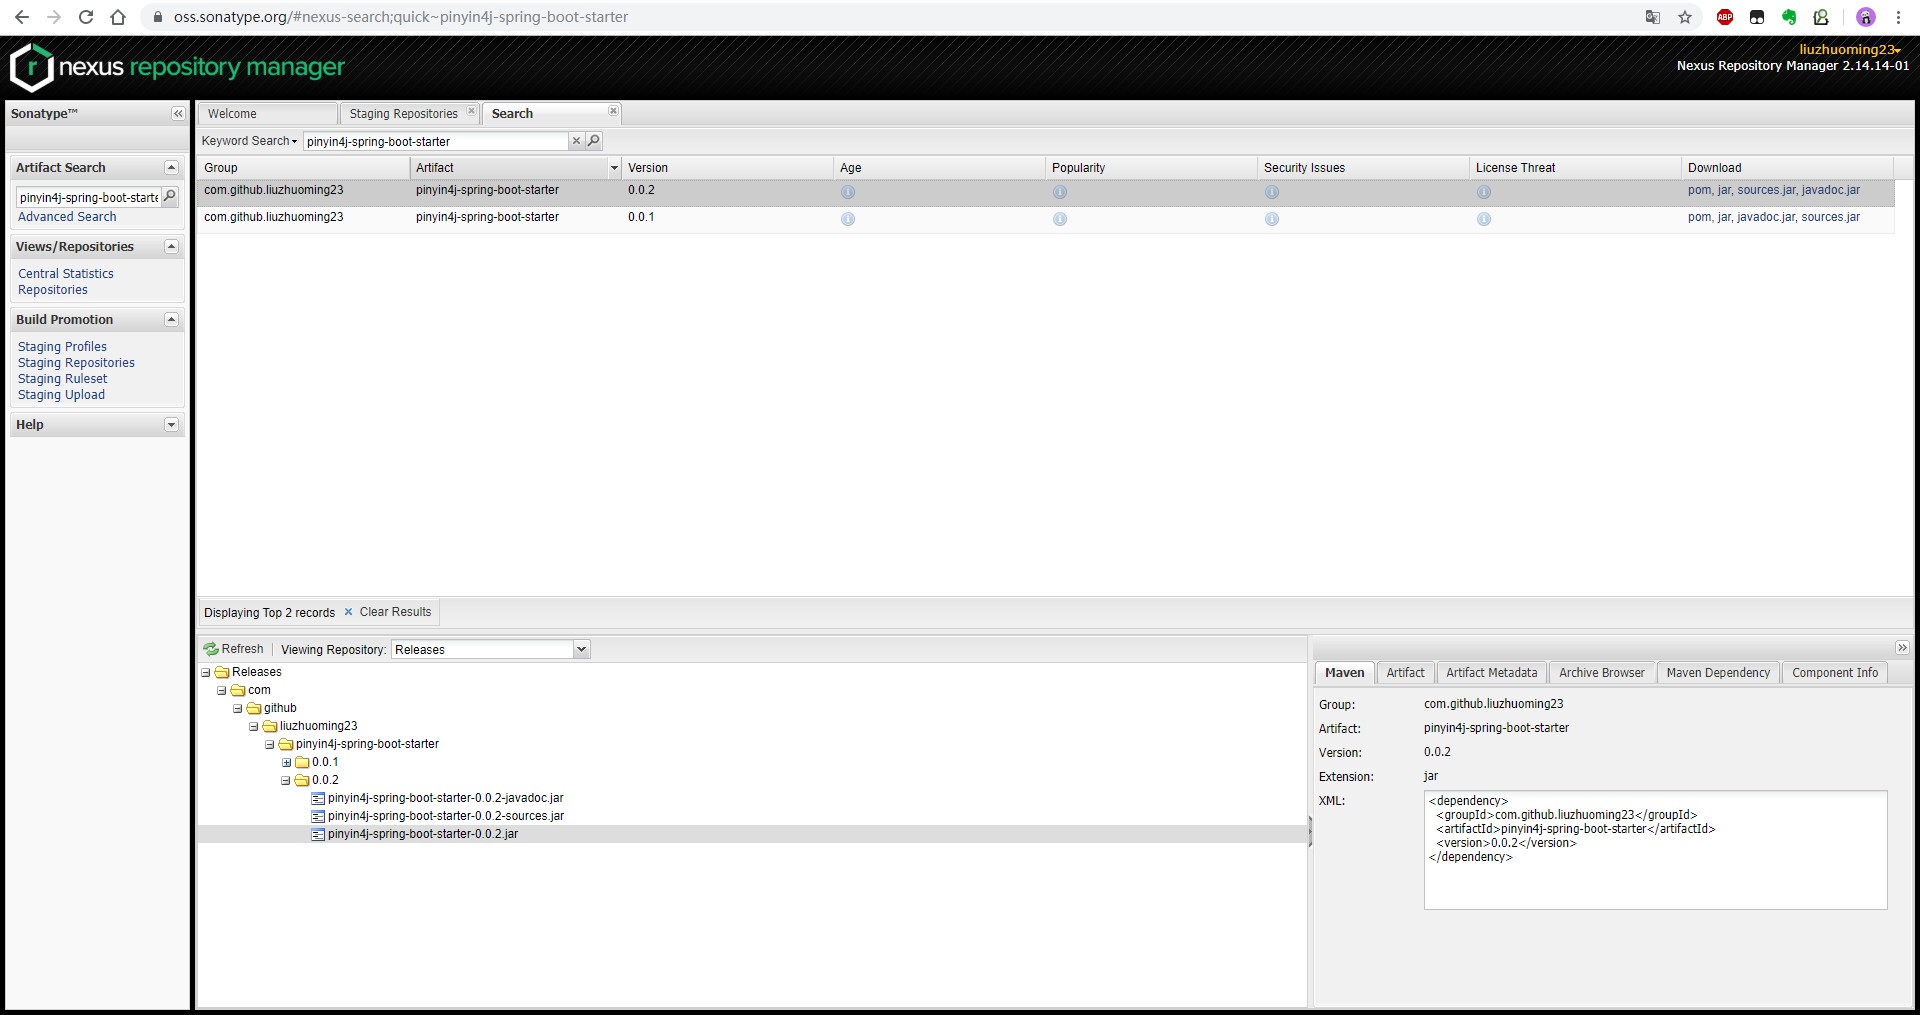 oss.sonatype.org/#nexus-search;quick~pinyin4j-spring-boot-starter
ABP
nexus repository manager
liuzhuoming23
Nexus Repository Manager 2.14.14-01
Sonatype™
Welcome
Staging Repositories
Search
Keyword Search
pinyin4j-spring-boot-starter
Artifact Search
pinyin4j-spring-boot-starte
Advanced Search
Views/Repositories
Central Statistics
Repositories
Build Promotion
Staging Profiles
Staging Repositories
Staging Ruleset
Staging Upload
Help
Group Artifact Version Age Popularity Security Issues License Threat Download
com.github.liuzhuoming23 pinyin4j-spring-boot-starter 0.0.2 pom, jar, sources.jar, javadoc.jar
com.github.liuzhuoming23 pinyin4j-spring-boot-starter 0.0.1 pom, jar, javadoc.jar, sources.jar
Displaying Top 2 records Clear Results
Refresh Viewing Repository: Releases
Releases
com
github
liuzhuoming23
pinyin4j-spring-boot-starter
0.0.1
0.0.2
pinyin4j-spring-boot-starter-0.0.2-javadoc.jar
pinyin4j-spring-boot-starter-0.0.2-sources.jar
pinyin4j-spring-boot-starter-0.0.2.jar
Maven Artifact Artifact Metadata Archive Browser Maven Dependency Component Info
Group: com.github.liuzhuoming23
Artifact: pinyin4j-spring-boot-starter
Version: 0.0.2
Extension: jar
XML: <dependency>
<groupId>com.github.liuzhuoming23</groupId>
<artifactId>pinyin4j-spring-boot-starter</artifactId>
<version>0.0.2</version>
</dependency>